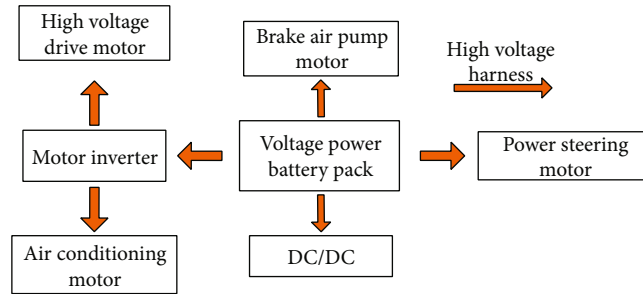 High voltage
drive motor
Brake air pump
motor
High voltage
harness
Motor inverter
Voltage power
battery pack
Power steering
motor
Air conditioning
motor
DC/DC